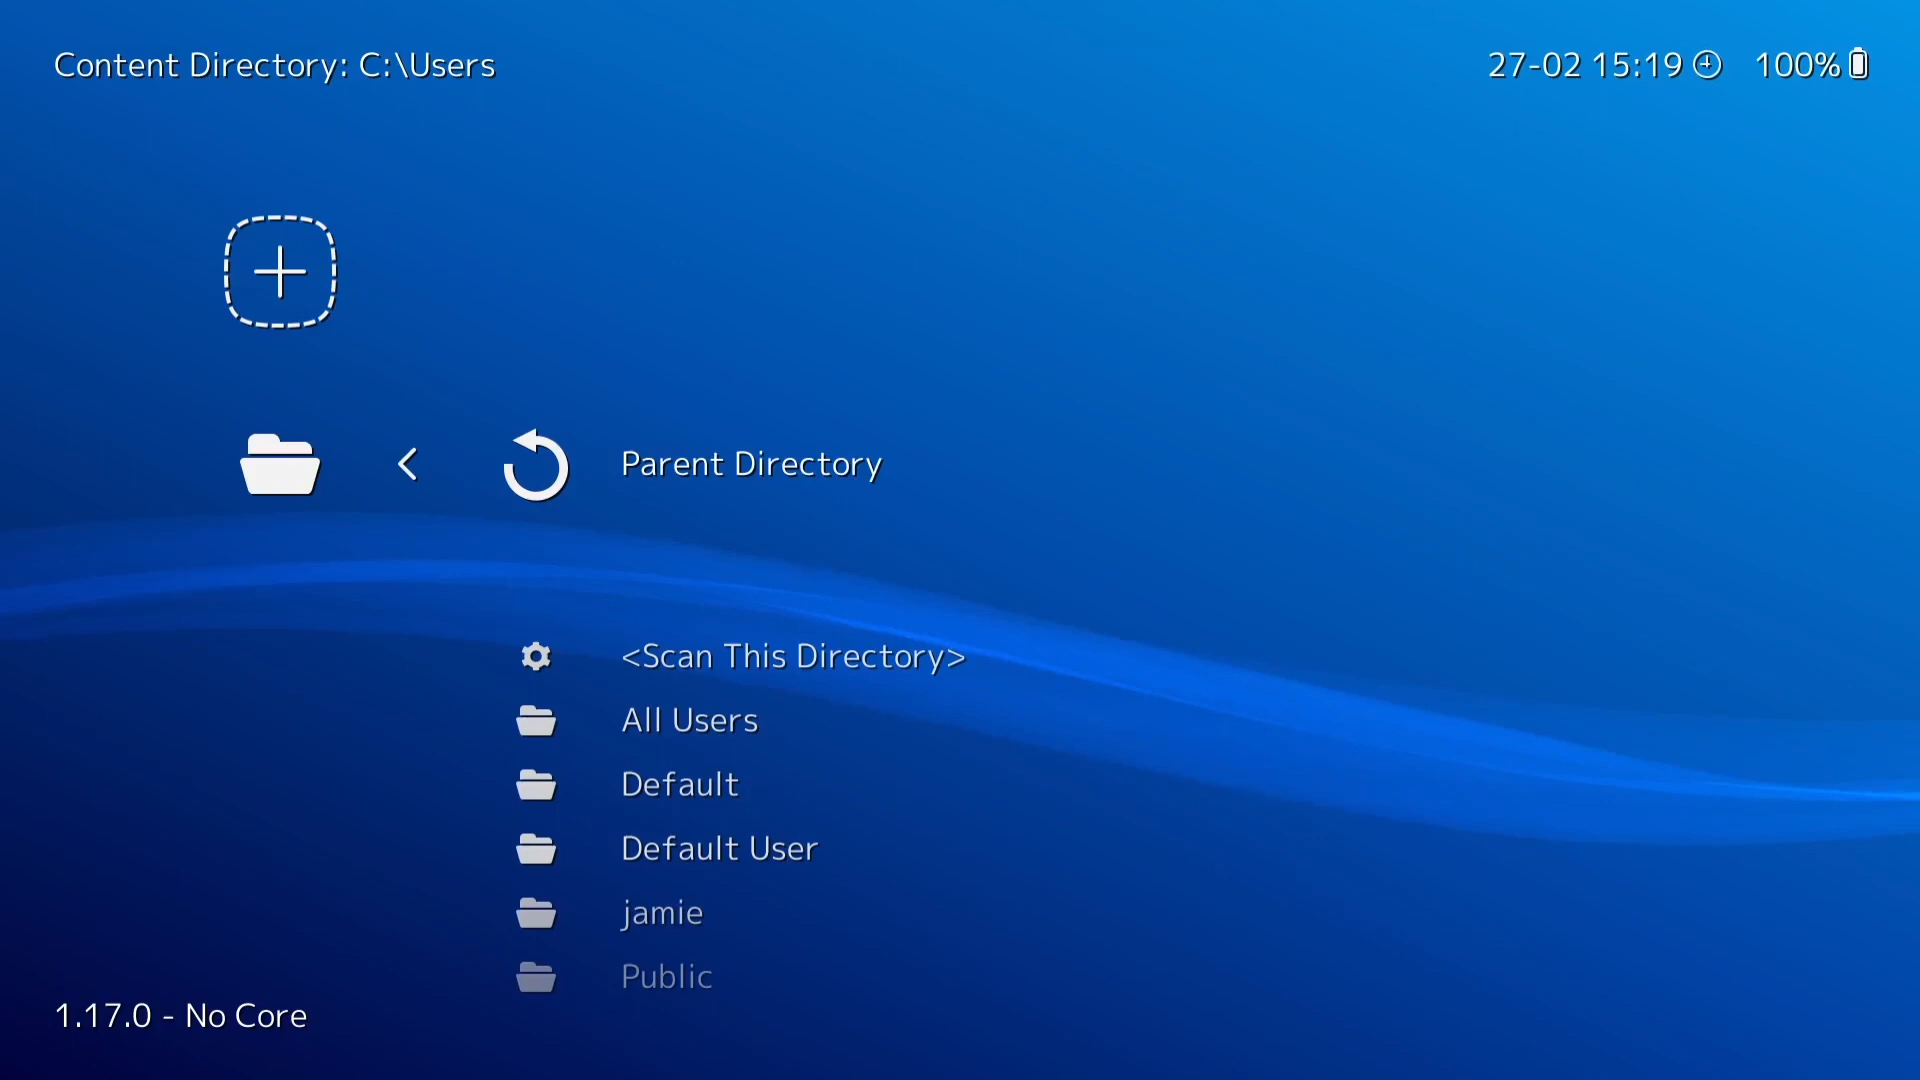 Content Directory: C:\Users
27-02 15:19 100%
Parent Directory
<Scan This Directory>
All Users
Default
Default User
jamie
Public
1.17.0 - No Core